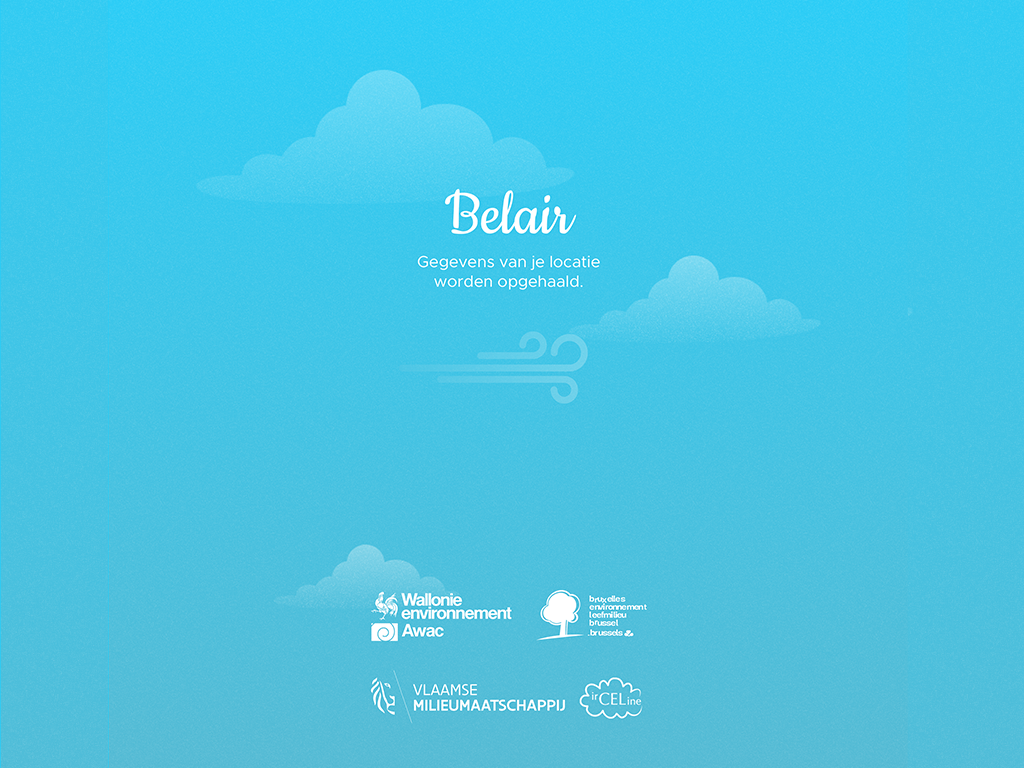 Belair
Gegevens van je locatie
worden opgehaald.
Wallonie
environnement
Awac
bruxelles
environnement
leefmilieu
brussel
.brussels
VLAAMSE
MILIEUMAATSCHAPPIJ
irCELine